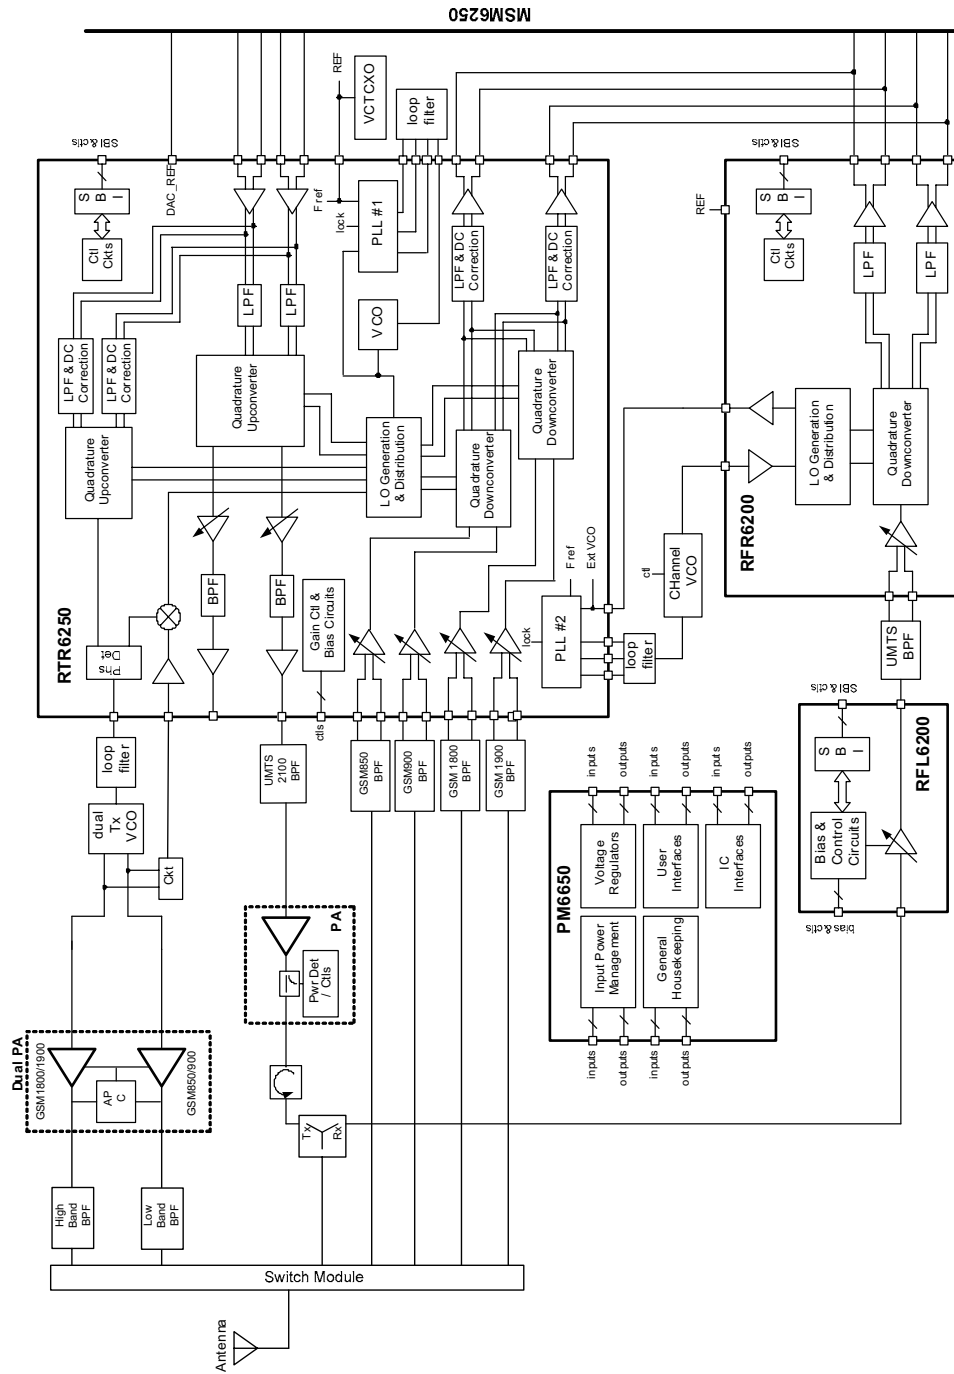 MSM6250
SBI & ctls
DAC_REF
REF
VCTCXO
loop
filter
S
B
I
Ctl
Ckts
F ref
lock
PLL #1
LPF & DC
Correction
LPF & DC
Correction
LPF
LPF
VCO
LPF & DC
Correction
LPF & DC
Correction
Quadrature
Upconverter
Quadrature
Upconverter
LO Generation
& Distribution
Quadrature
Downconverter
Quadrature
Downconverter
RTR6250
Det
BPF
BPF
Gain Ctl &
Bias Circuits
ctls
lock
PLL #2
F ref
Ext VCO
loop
filter
ctl
CHannel
VCO
REF
SBI & ctls
S
B
I
Ctl
Ckts
LPF
LPF
LO Generation
& Distribution
Quadrature
Downconverter
RFR6200
UMTS
BPF
SBI & ctls
S
B
I
Bias &
Control
Circuits
bias & ctls
RFL6200
loop
filter
dual
Tx
VCO
Ckt
UMTS
2100
BPF
GSM850
BPF
GSM900
BPF
GSM 1800
BPF
GSM 1900
BPF
PA
Pwr Det
/ Ctls
PM6650
inputs
outputs
inputs
outputs
inputs
outputs
Voltage
Regulators
User
Interfaces
IC
Interfaces
Input Power
Management
General
Housekeeping
inputs
outputs
inputs
outputs
Dual PA
GSM1800/1900
GSM850/900
AP
C
Tx
Rx
High
Band
BPF
Low
Band
BPF
Switch Module
Antenna